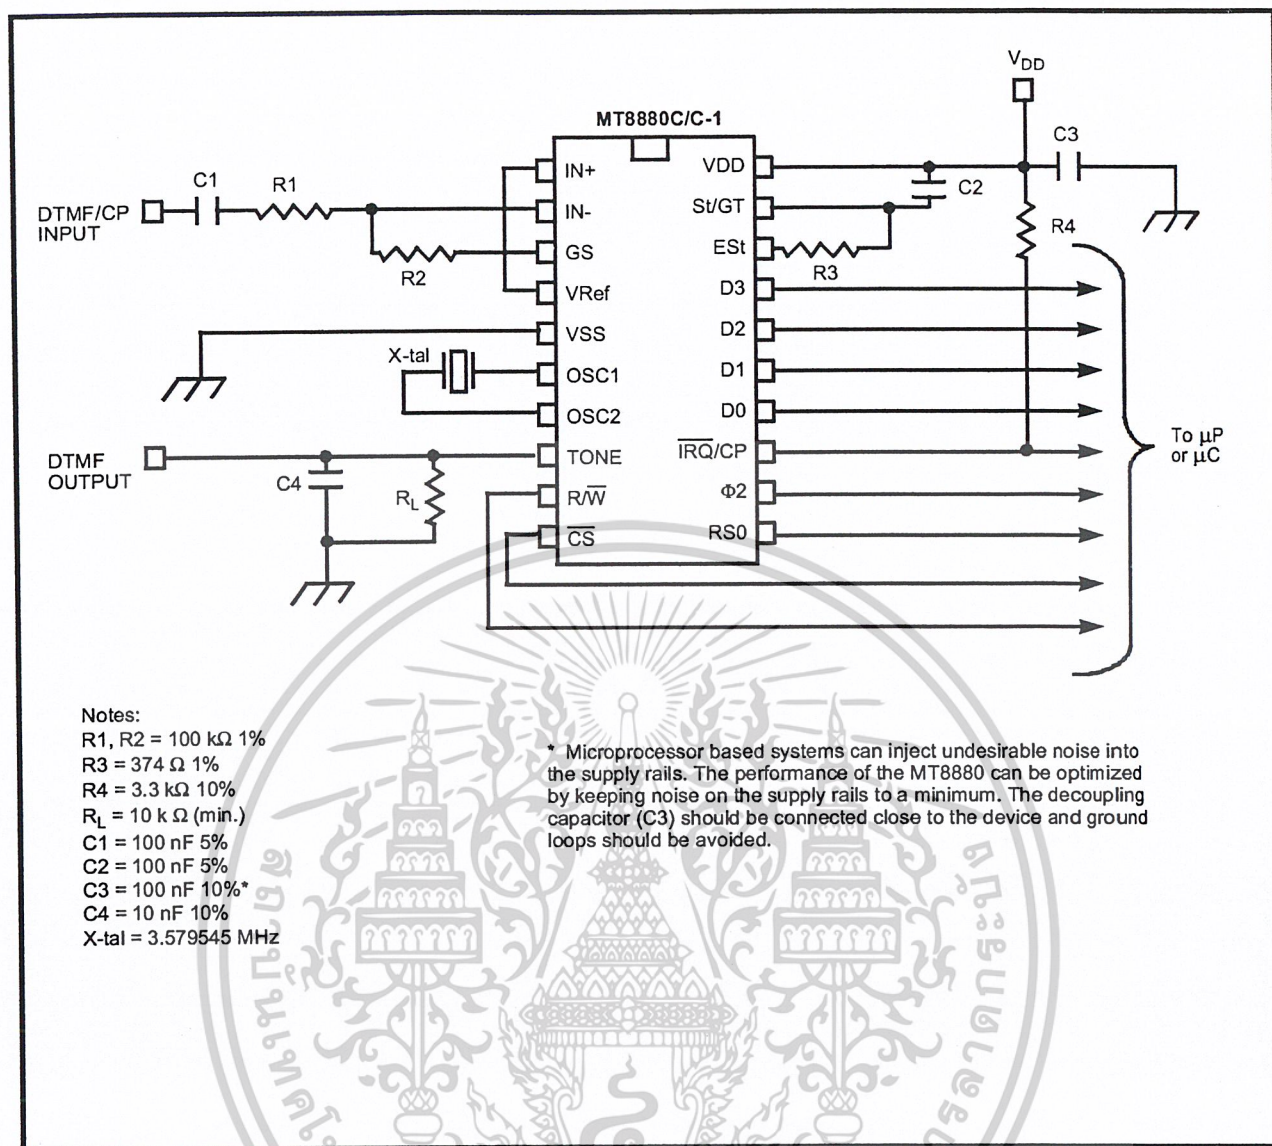 V_DD
MT8880C/C-1
C3
C1
R1
DTMF/CP
INPUT
IN+
VDD
C2
IN-
St/GT
R4
GS
ESt
R2
R3
VRef
D3
VSS
D2
X-tal
OSC1
D1
OSC2
D0
DTMF
OUTPUT
TONE
I̅R̅Q̅/CP
To μP
or μC
C4
R_L
R/W̅
Φ2
C̅S̅
RS0
Notes:
R1, R2 = 100 kΩ 1%
R3 = 374 Ω 1%
R4 = 3.3 kΩ 10%
R_L = 10 k Ω (min.)
C1 = 100 nF 5%
C2 = 100 nF 5%
C3 = 100 nF 10%*
C4 = 10 nF 10%
X-tal = 3.579545 MHz
* Microprocessor based systems can inject undesirable noise into
the supply rails. The performance of the MT8880 can be optimized
by keeping noise on the supply rails to a minimum. The decoupling
capacitor (C3) should be connected close to the device and ground
loops should be avoided.